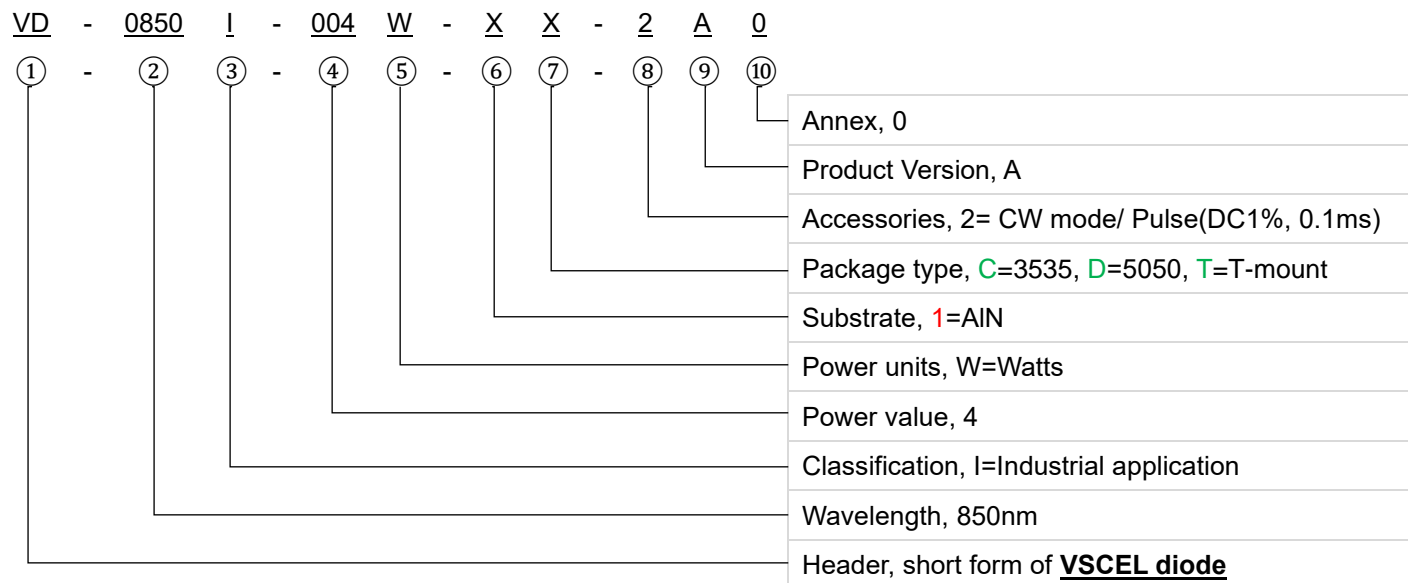 VD - 0850 I - 004 W - X X - 2 A 0
① - ② ③ - ④ ⑤ - ⑥ ⑦ - ⑧ ⑨ ⑩
Annex, 0
Product Version, A
Accessories, 2= CW mode/ Pulse(DC1%, 0.1ms)
Package type, C=3535, D=5050, T=T-mount
Substrate, 1=AlN
Power units, W=Watts
Power value, 4
Classification, I=Industrial application
Wavelength, 850nm
Header, short form of VSCEL diode